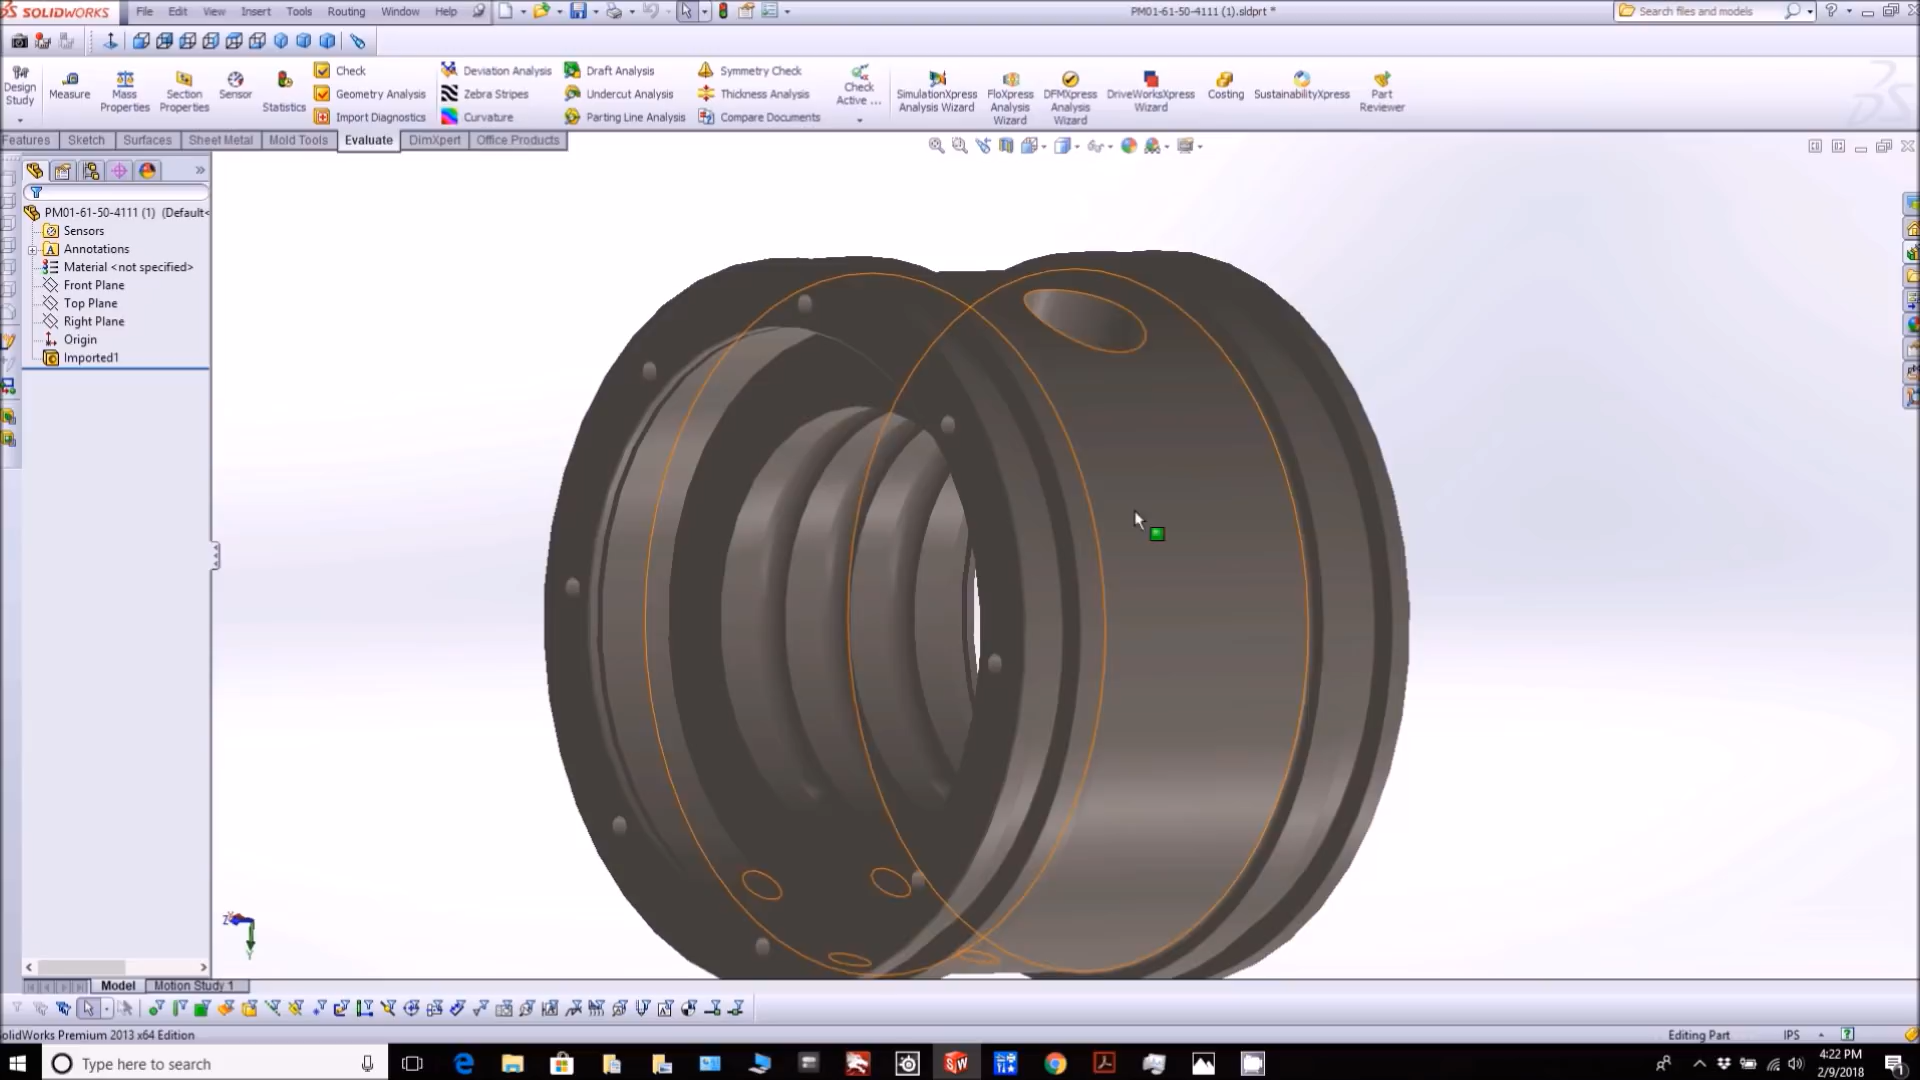 SOLIDWORKS File Edit View Insert Tools Routing Window Help PM01-61-50-4111 (1).sldprt * Search files and models
Design Study
Measure
Mass Properties
Section Properties
Sensor
Statistics
Check
Geometry Analysis
Import Diagnostics
Deviation Analysis
Zebra Stripes
Curvature
Draft Analysis
Undercut Analysis
Parting Line Analysis
Symmetry Check
Thickness Analysis
Compare Documents
Check Active ...
SimulationXpress Analysis Wizard
FloXpress Analysis Wizard
DFMXpress Analysis Wizard
DriveWorksXpress Wizard
Costing
SustainabilityXpress
Part Reviewer
Features Sketch Surfaces Sheet Metal Mold Tools Evaluate DimXpert Office Products
PM01-61-50-4111 (1) (Default<
Sensors
Annotations
Material <not specified>
Front Plane
Top Plane
Right Plane
Origin
Imported1
Z
Y
Model Motion Study 1
olidWorks Premium 2013 x64 Edition Editing Part IPS
Type here to search
4:22 PM
2/9/2018